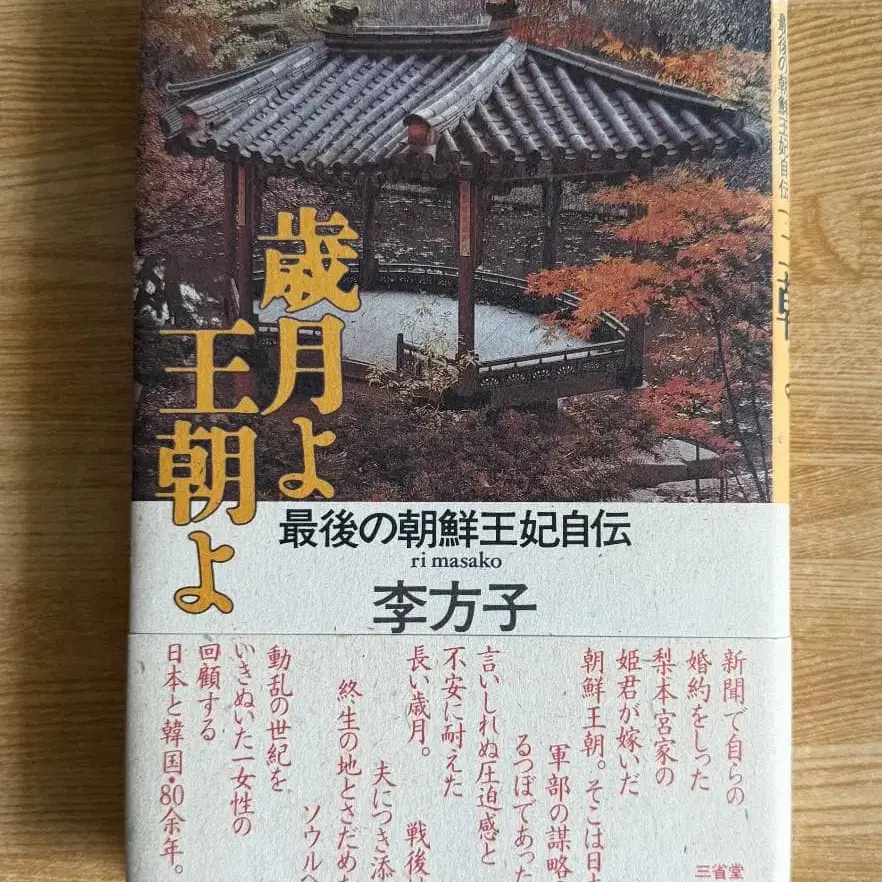 歳月よ
王朝よ
最後の朝鮮王妃自伝
ri masako
李方子
新聞で自らの
婚約をしった
梨本宮家の
姫君が嫁いだ
朝鮮王朝。そこは日
軍部の謀略
るつぼであった
言いしれぬ圧迫感と
不安に耐えた
長い歳月。
戦後は
夫につき添
終生の地とさだめた
ソウルへ
動乱の世紀を
いきぬいた一女性の
回顧する
日本と韓国・80余年。
三省堂
最後の朝鮮王妃自伝